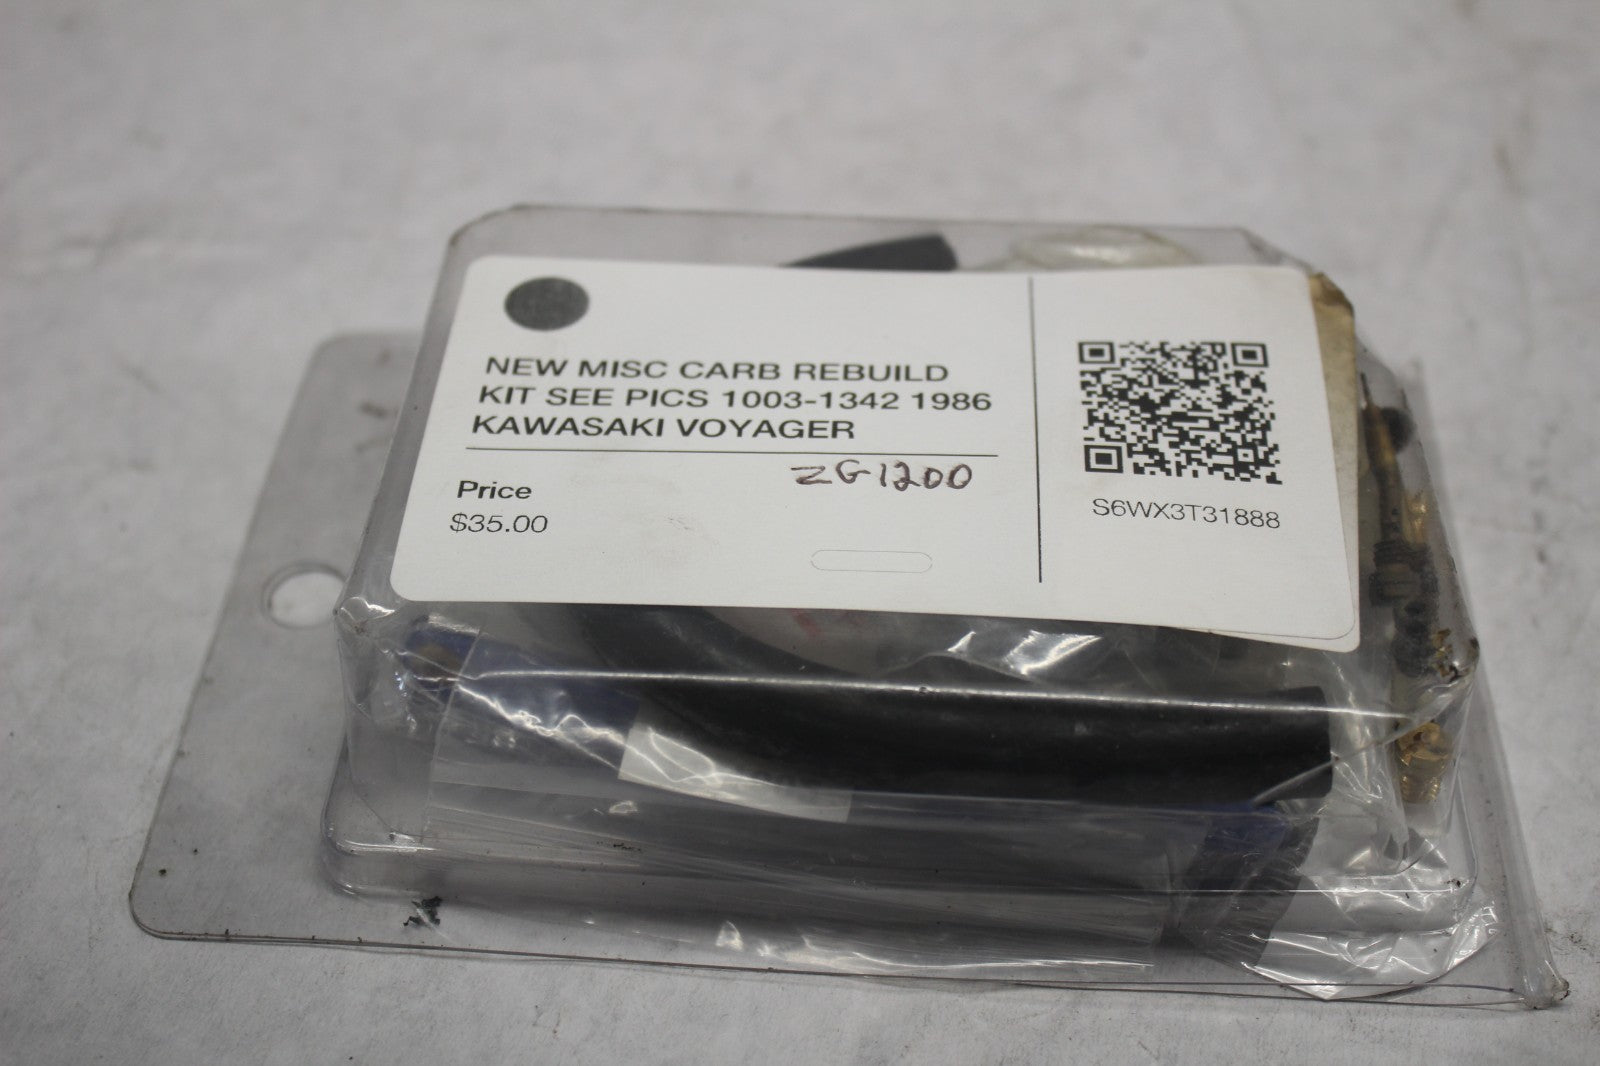 NEW MISC CARB REBUILD
KIT SEE PICS 1003-1342 1986
KAWASAKI VOYAGER
ZG1200
Price
$35.00
S6WX3T31888